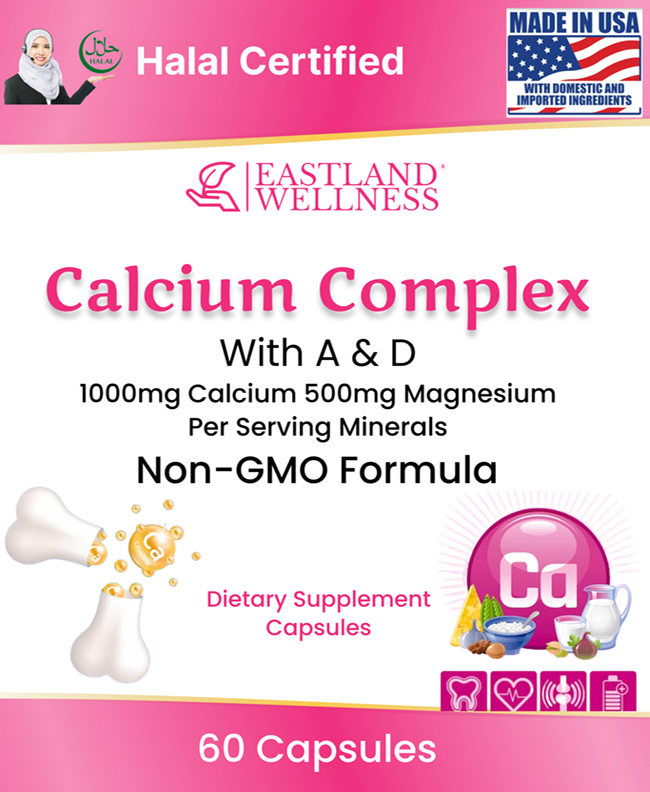 حلال
HALAL
Halal Certified
MADE IN USA
WITH DOMESTIC AND
IMPORTED INGREDIENTS
EASTLAND®
WELLNESS
Calcium Complex
With A & D
1000mg Calcium 500mg Magnesium
Per Serving Minerals
Non-GMO Formula
Ca
Ca
Dietary Supplement
Capsules
Ca
60 Capsules